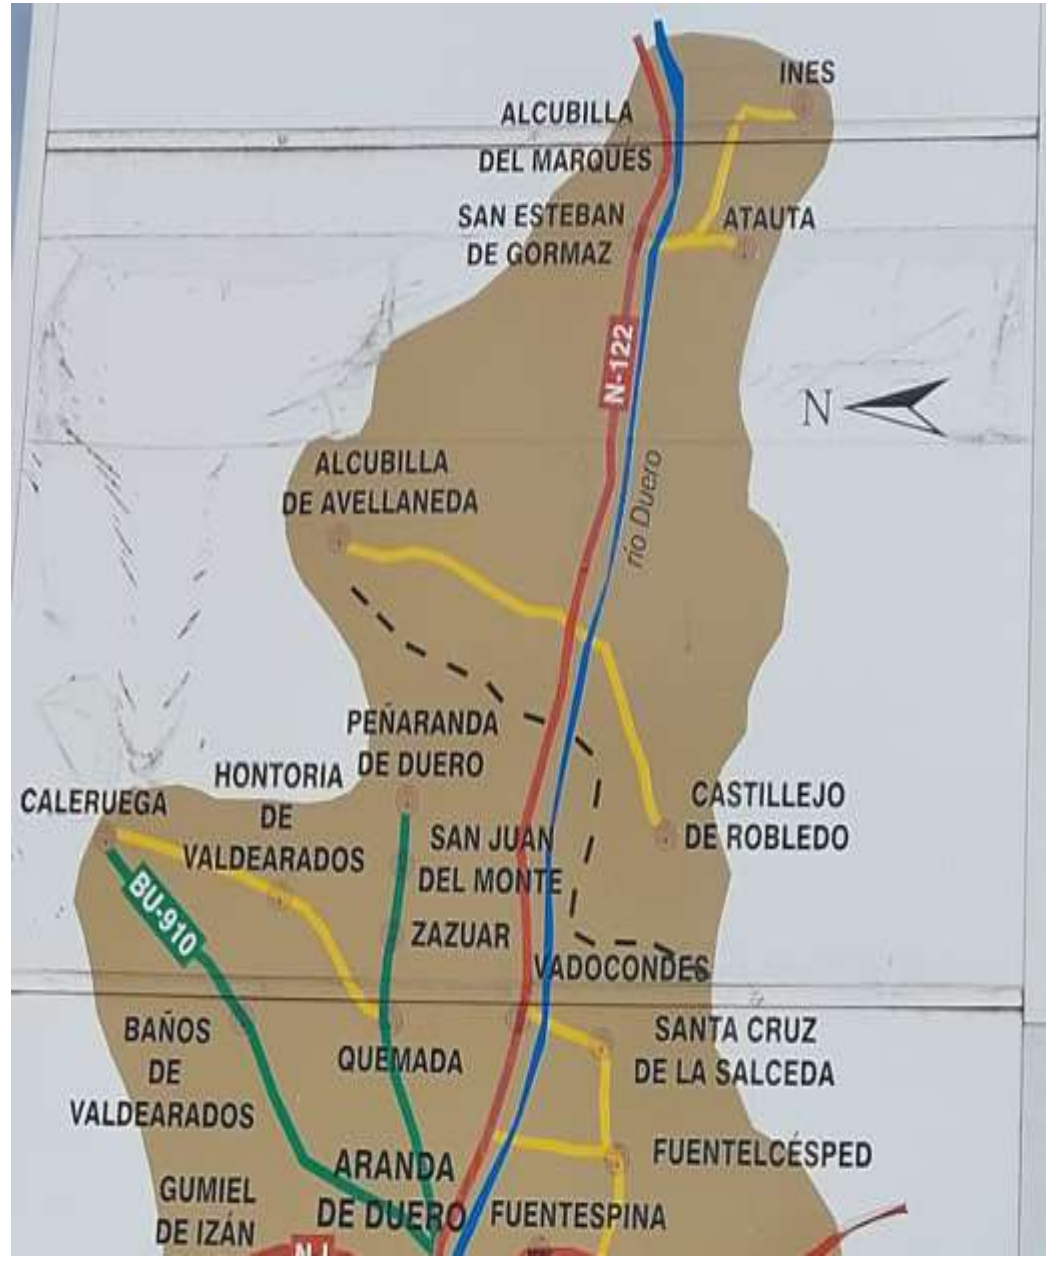 INES
ALCUBILLA
DEL MARQUÉS
SAN ESTEBAN
DE GORMAZ
ATAUTA
N-122
N
río Duero
ALCUBILLA
DE AVELLANEDA
PEÑARANDA
DE DUERO
HONTORIA
DE
VALDEARADOS
CALERUEGA
CASTILLEJO
DE ROBLEDO
SAN JUAN
DEL MONTE
BU-910
ZAZUAR
VADOCONDES
BAÑOS
DE
VALDEARADOS
QUEMADA
SANTA CRUZ
DE LA SALCEDA
FUENTELCÉSPED
ARANDA
DE DUERO
GUMIEL
DE IZÁN
FUENTESPINA
N-I